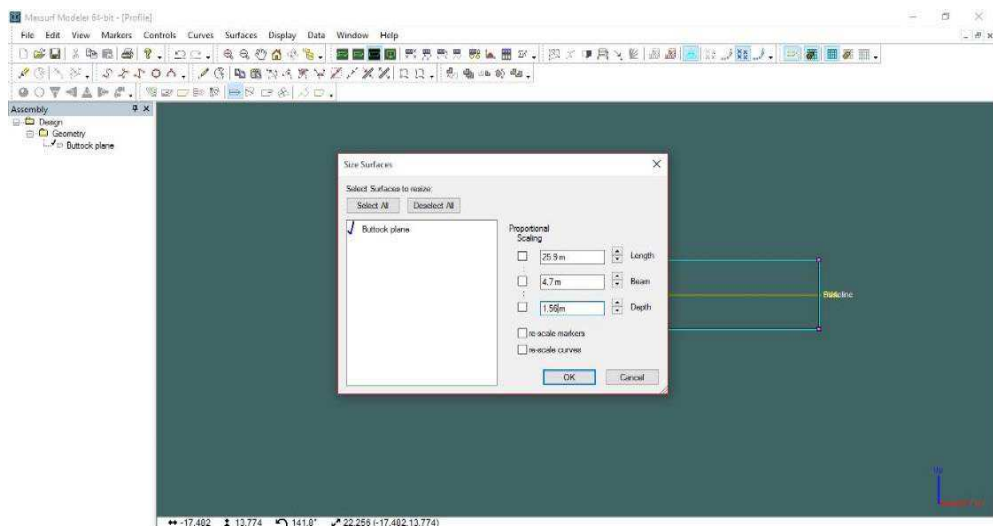 Maxsurf Modeler 64-bit - [Profile]
File Edit View Markers Controls Curves Surfaces Display Data Window Help
Assembly
Design
Geometry
Buttock plane
Size Surfaces
Select Surfaces to resize:
Select All Deselect All
Buttock plane
Proportional
Scaling
25.9 m Length
4.7 m Beam
1.56m Depth
re-scale markers
re-scale curves
OK Cancel
Up
-17.482 13.774 141.8° 22.256 (-17.482,13.774)